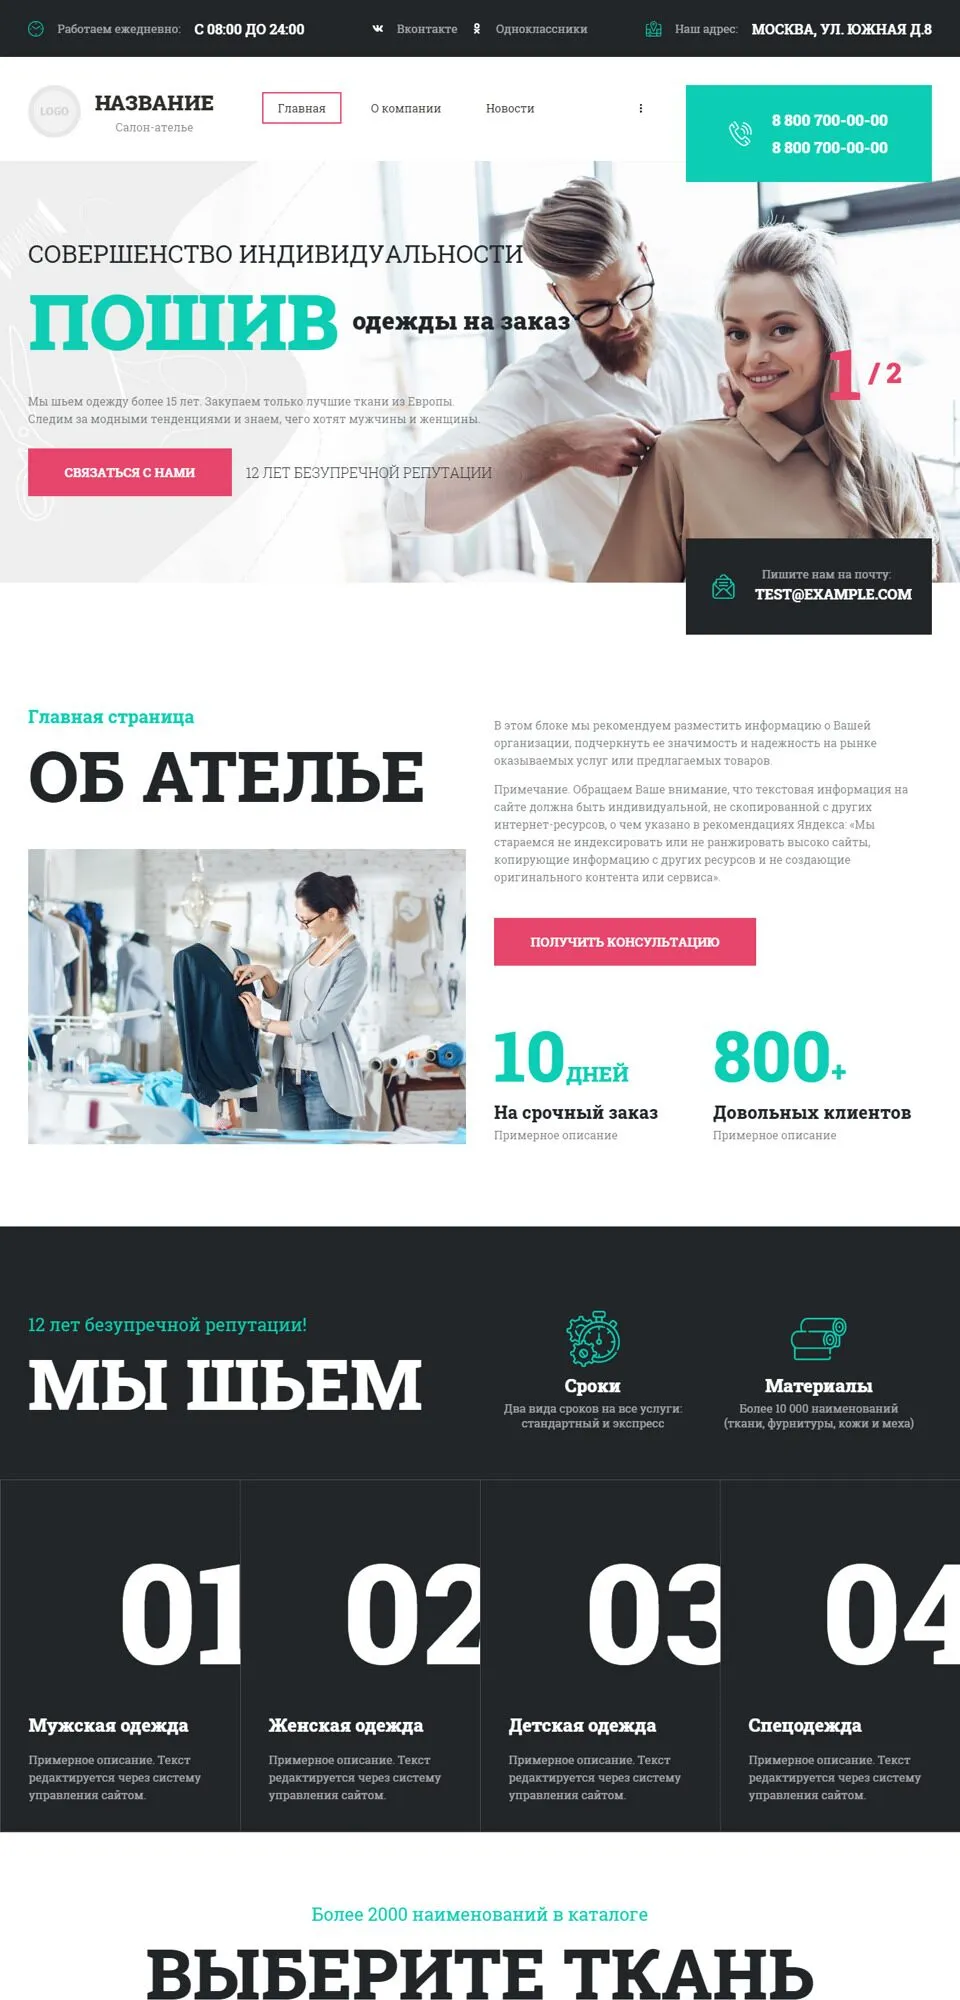 Работаем ежедневно: С 08:00 ДО 24:00
Вконтакте
Одноклассники
Наш адрес: МОСКВА, УЛ. ЮЖНАЯ Д.8
LOGO
НАЗВАНИЕ
Салон-ателье
Главная
О компании
Новости
8 800 700-00-00
8 800 700-00-00
СОВЕРШЕНСТВО ИНДИВИДУАЛЬНОСТИ
ПОШИВ одежды на заказ
1 / 2
Мы шьем одежду более 15 лет. Закупаем только лучшие ткани из Европы.
Следим за модными тенденциями и знаем, чего хотят мужчины и женщины.
СВЯЗАТЬСЯ С НАМИ
12 ЛЕТ БЕЗУПРЕЧНОЙ РЕПУТАЦИИ
Пишите нам на почту:
TEST@EXAMPLE.COM
Главная страница
ОБ АТЕЛЬЕ
В этом блоке мы рекомендуем разместить информацию о Вашей
организации, подчеркнуть ее значимость и надежность на рынке
оказываемых услуг или предлагаемых товаров.
Примечание. Обращаем Ваше внимание, что текстовая информация на
сайте должна быть индивидуальной, не скопированной с других
интернет-ресурсов, о чем указано в рекомендациях Яндекса: «Мы
стараемся не индексировать или не ранжировать высоко сайты,
копирующие информацию с других ресурсов и не создающие
оригинального контента или сервиса».
ПОЛУЧИТЬ КОНСУЛЬТАЦИЮ
10 ДНЕЙ
На срочный заказ
Примерное описание
800+
Довольных клиентов
Примерное описание
12 лет безупречной репутации!
МЫ ШЬЕМ
Сроки
Два вида сроков на все услуги:
стандартный и экспресс
Материалы
Более 10 000 наименований
(ткани, фурнитуры, кожи и меха)
01
Мужская одежда
Примерное описание. Текст
редактируется через систему
управления сайтом.
02
Женская одежда
Примерное описание. Текст
редактируется через систему
управления сайтом.
03
Детская одежда
Примерное описание. Текст
редактируется через систему
управления сайтом.
04
Спецодежда
Примерное описание. Текст
редактируется через систему
управления сайтом.
Более 2000 наименований в каталоге
ВЫБЕРИТЕ ТКАНЬ